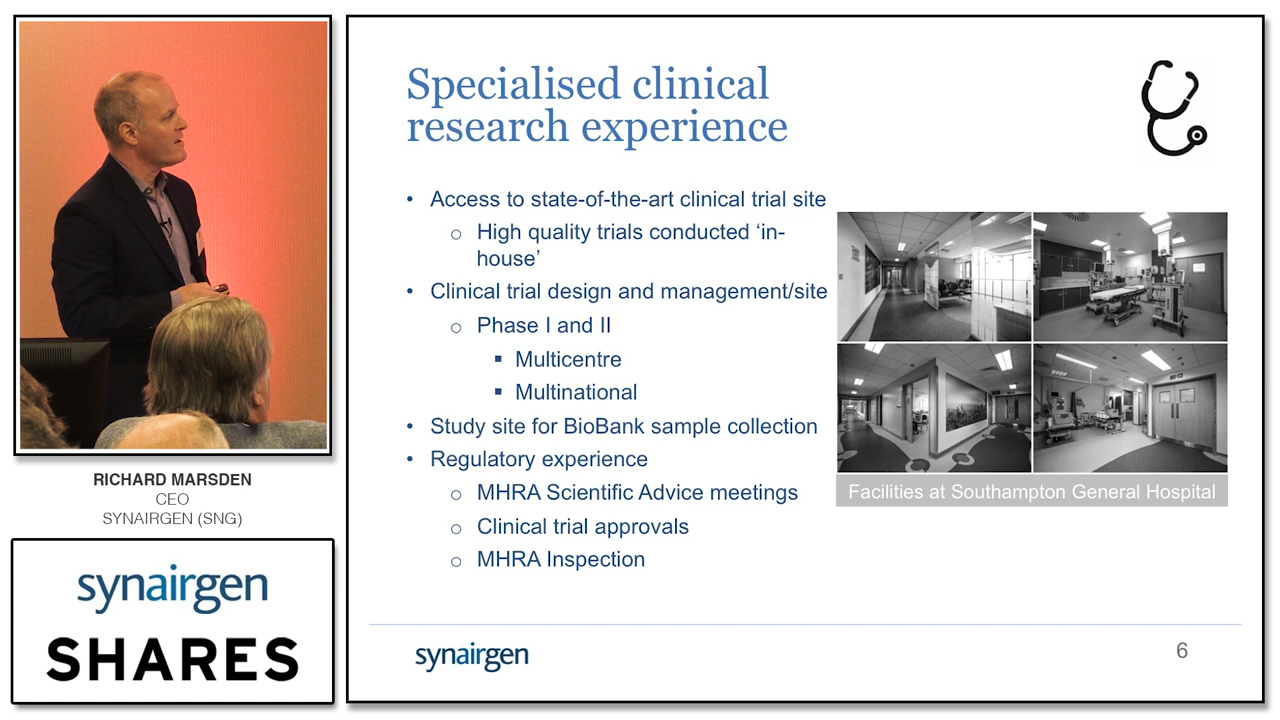 RICHARD MARSDEN
CEO
SYNAIRGEN (SNG)
synairgen
SHARES
Specialised clinical
research experience
• Access to state-of-the-art clinical trial site
o High quality trials conducted ‘in-
house’
• Clinical trial design and management/site
o Phase I and II
▪ Multicentre
▪ Multinational
• Study site for BioBank sample collection
• Regulatory experience
o MHRA Scientific Advice meetings
o Clinical trial approvals
o MHRA Inspection
Facilities at Southampton General Hospital
synairgen
6